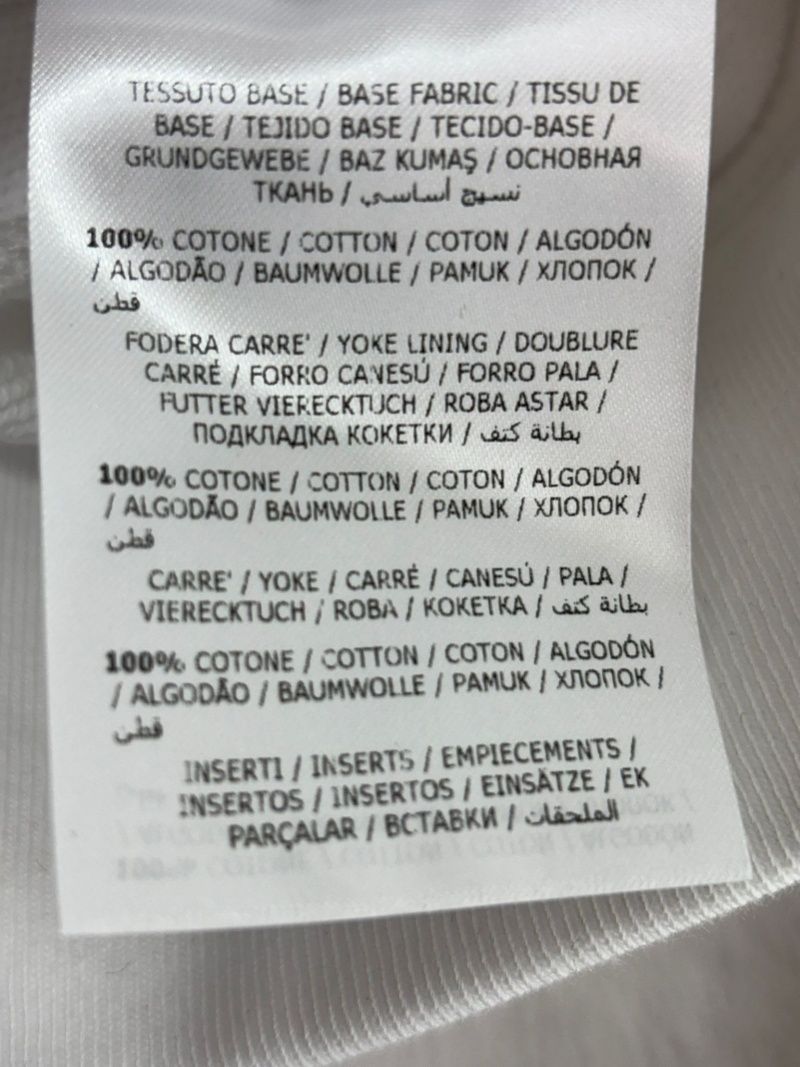 TESSUTO BASE / BASE FABRIC / TISSU DE
BASE / TEJIDO BASE / TECIDO-BASE /
GRUNDGEWEBE / BAZ KUMAŞ / ОСНОВНАЯ
ТКАНЬ / نسيج أساسي
100% COTONE / COTTON / COTON / ALGODÓN
/ ALGODÃO / BAUMWOLLE / PAMUK / ХЛОПОК /
قطن
FODERA CARRE' / YOKE LINING / DOUBLURE
CARRÉ / FORRO CANESÚ / FORRO PALA /
FUTTER VIERECKTUCH / ROBA ASTAR /
ПОДКЛАДКА КОКЕТКИ / بطانة كتف
100% COTONE / COTTON / COTON / ALGODÓN
/ ALGODÃO / BAUMWOLLE / PAMUK / ХЛОПОК /
قطن
CARRE' / YOKE / CARRÉ / CANESÚ / PALA /
VIERECKTUCH / ROBA / КОКЕТКА / بطانة كتف
100% COTONE / COTTON / COTON / ALGODÓN
/ ALGODÃO / BAUMWOLLE / PAMUK / ХЛОПОК /
قطن
INSERTI / INSERTS / EMPIECEMENTS /
INSERTOS / INSERTOS / EINSÄTZE / EK
PARÇALAR / ВСТАВКИ / الملحقات